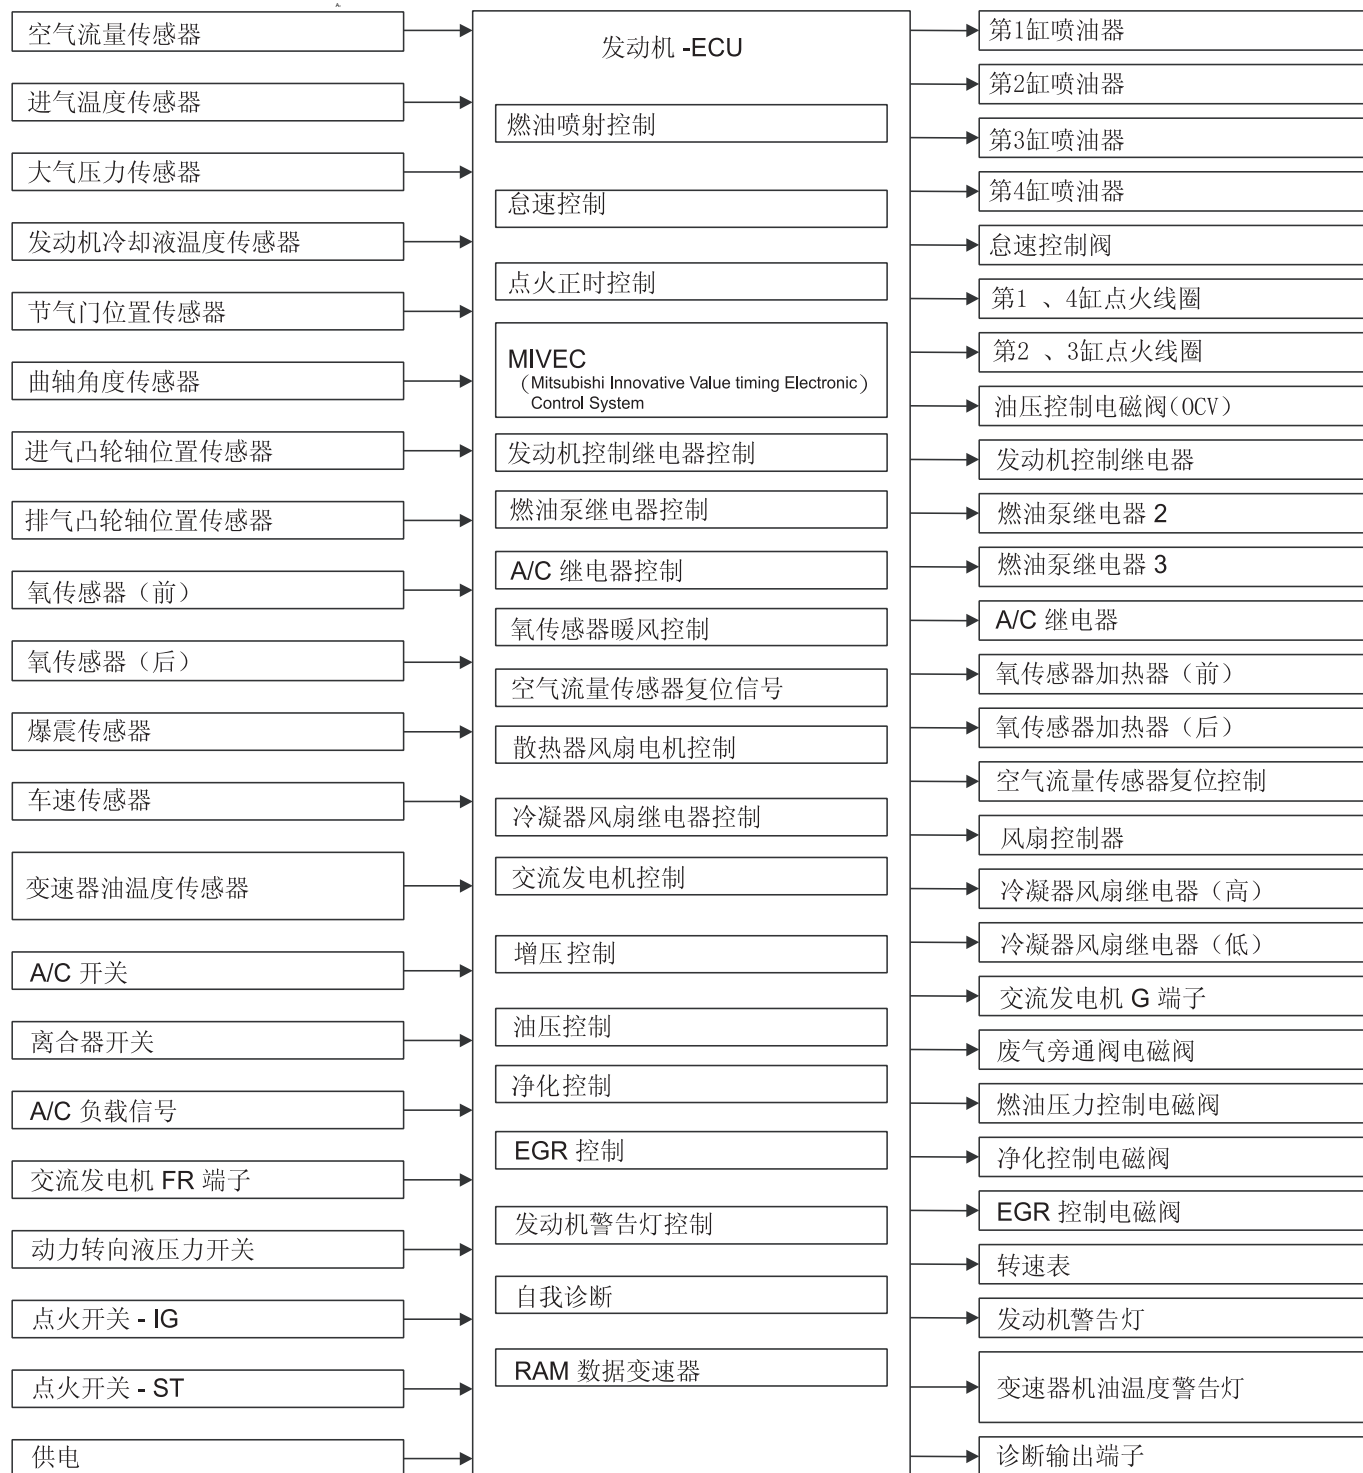 空气流量传感器
进气温度传感器
大气压力传感器
发动机冷却液温度传感器
节气门位置传感器
曲轴角度传感器
进气凸轮轴位置传感器
排气凸轮轴位置传感器
氧传感器（前）
氧传感器（后）
爆震传感器
车速传感器
变速器油温度传感器
A/C 开关
离合器开关
A/C 负载信号
交流发电机 FR 端子
动力转向液压力开关
点火开关 - IG
点火开关 - ST
供电
发动机 -ECU
燃油喷射控制
怠速控制
点火正时控制
MIVEC
（Mitsubishi Innovative Value timing Electronic）
Control System
发动机控制继电器控制
燃油泵继电器控制
A/C 继电器控制
氧传感器暖风控制
空气流量传感器复位信号
散热器风扇电机控制
冷凝器风扇继电器控制
交流发电机控制
增压控制
油压控制
净化控制
EGR 控制
发动机警告灯控制
自我诊断
RAM 数据变速器
第1缸喷油器
第2缸喷油器
第3缸喷油器
第4缸喷油器
怠速控制阀
第1 、4缸点火线圈
第2 、3缸点火线圈
油压控制电磁阀(OCV)
发动机控制继电器
燃油泵继电器 2
燃油泵继电器 3
A/C 继电器
氧传感器加热器（前）
氧传感器加热器（后）
空气流量传感器复位控制
风扇控制器
冷凝器风扇继电器（高）
冷凝器风扇继电器（低）
交流发电机 G 端子
废气旁通阀电磁阀
燃油压力控制电磁阀
净化控制电磁阀
EGR 控制电磁阀
转速表
发动机警告灯
变速器机油温度警告灯
诊断输出端子